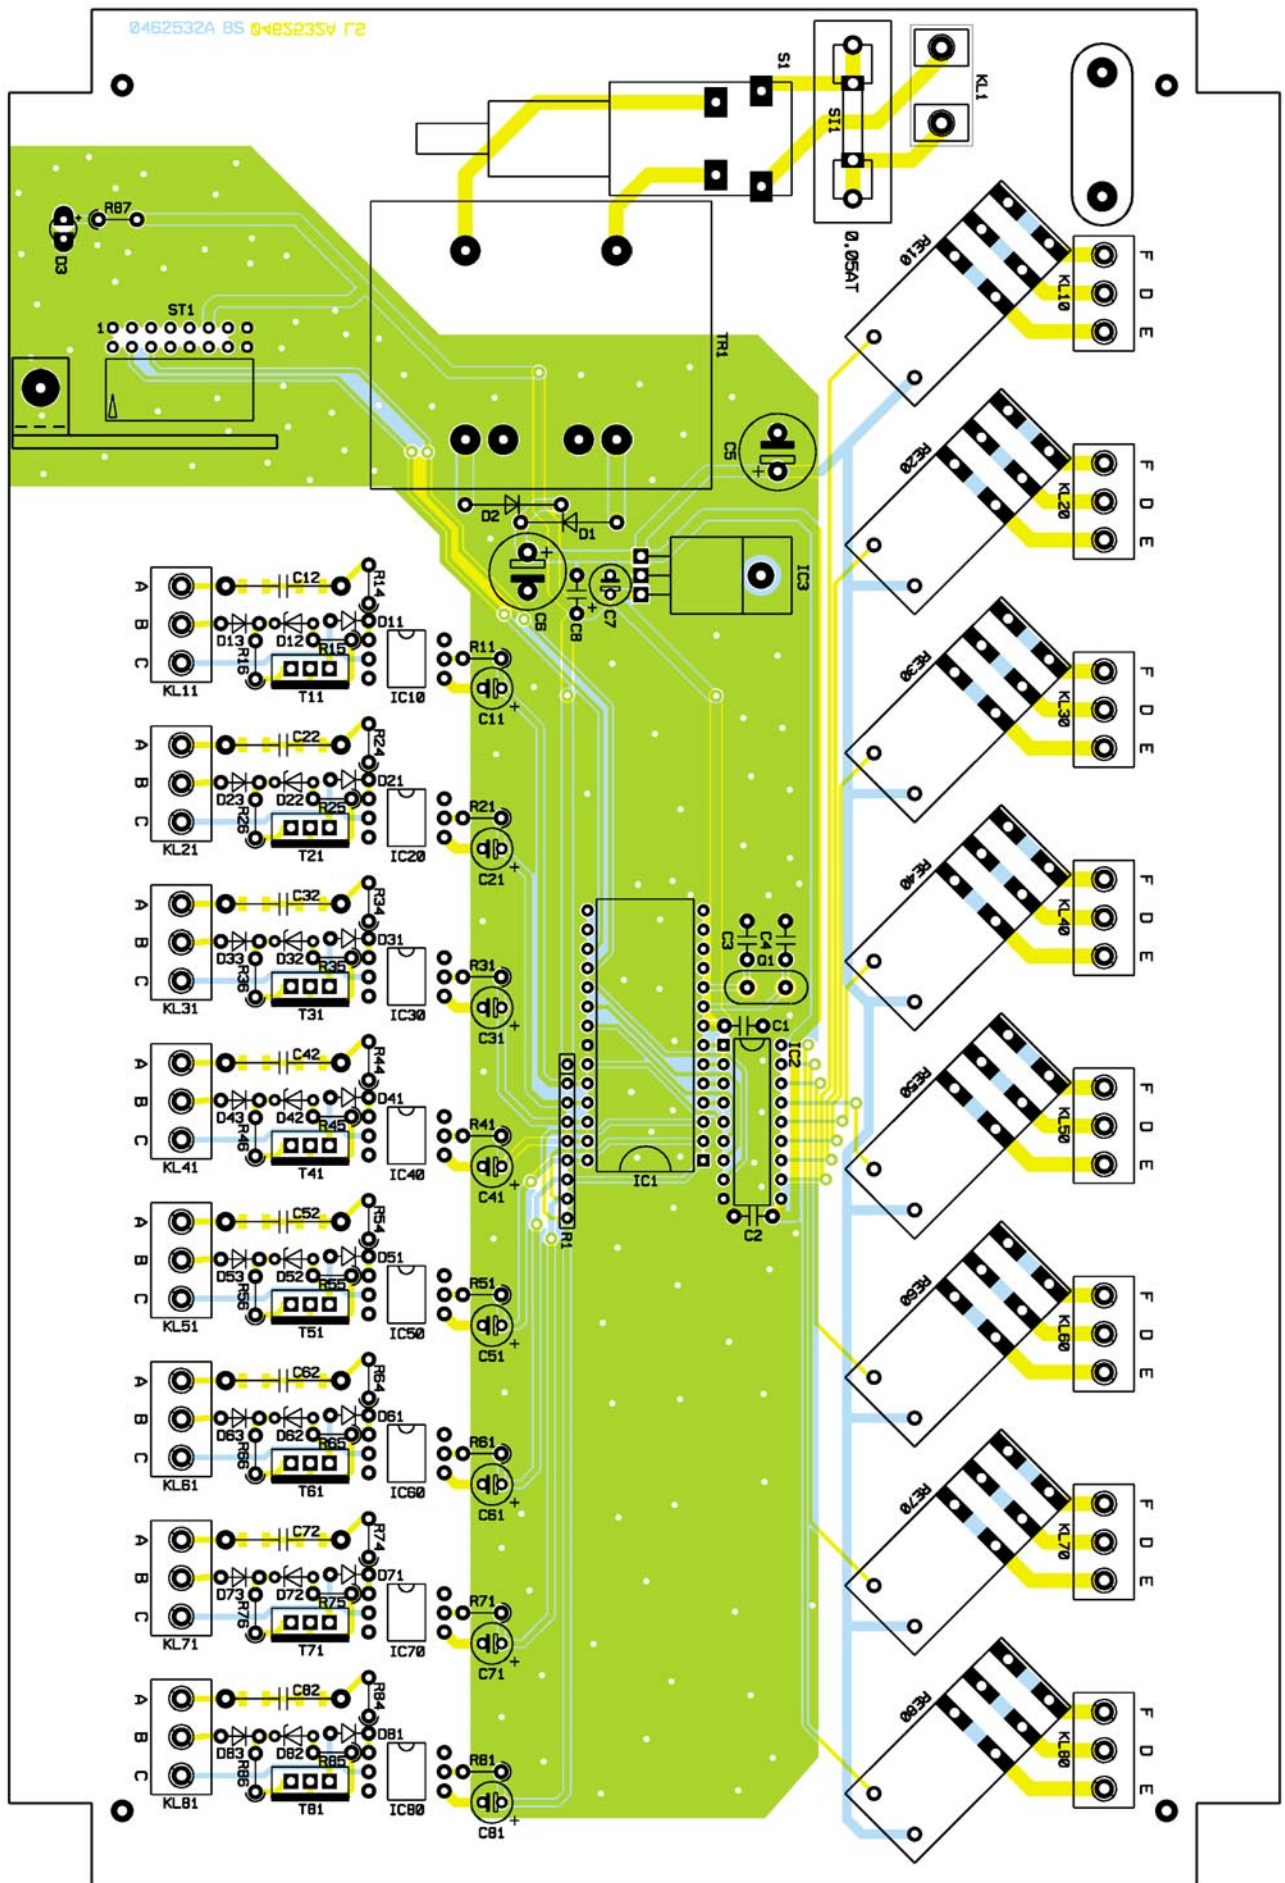 0462532A BS 0462532A LS
S1
KL1
SI1
0.05AT
R87
D3
+
ST1
1
TR1
RE10
KL10
F
D
E
C5
+
RE20
KL20
F
D
E
D2
D1
C6
+
C8
+
C7
IC3
A
B
C
KL11
C12
R14
D13
D12
D11
R16
R15
T11
IC10
R11
C11
+
RE30
KL30
F
D
E
A
B
C
KL21
C22
R24
D23
D22
D21
R26
R25
T21
IC20
R21
C21
+
RE40
KL40
F
D
E
A
B
C
KL31
C32
R34
D33
D32
D31
R36
R35
T31
IC30
R31
C31
+
C3
C4
Q1
C1
IC2
IC1
C2
R1
RE50
KL50
F
D
E
A
B
C
KL41
C42
R44
D43
D42
D41
R46
R45
T41
IC40
R41
C41
+
RE60
KL60
F
D
E
A
B
C
KL51
C52
R54
D53
D52
D51
R56
R55
T51
IC50
R51
C51
+
A
B
C
KL61
C62
R64
D63
D62
D61
R66
R65
T61
IC60
R61
C61
+
RE70
KL70
F
D
E
A
B
C
KL71
C72
R74
D73
D72
D71
R76
R75
T71
IC70
R71
C71
+
RE80
KL80
F
D
E
A
B
C
KL81
C82
R84
D83
D82
D81
R86
R85
T81
IC80
R81
C81
+